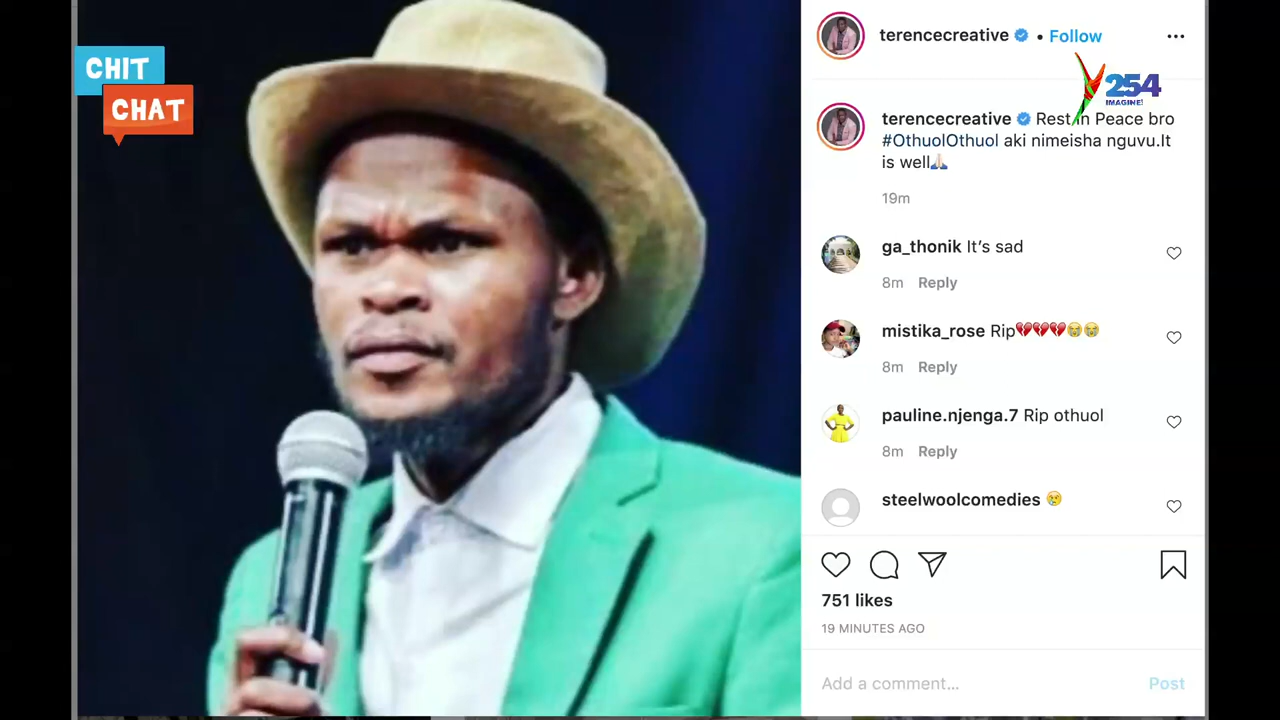 CHIT
CHAT
terencecreative • Follow
254
IMAGINE!
terencecreative Rest in Peace bro
#OthuolOthuol aki nimeisha nguvu.It
is well🙏🏻
19m
ga_thonik It's sad
8m Reply
mistika_rose Rip💔💔💔😭😭
8m Reply
pauline.njenga.7 Rip othuol
8m Reply
steelwoolcomedies 😢
751 likes
19 MINUTES AGO
Add a comment... Post